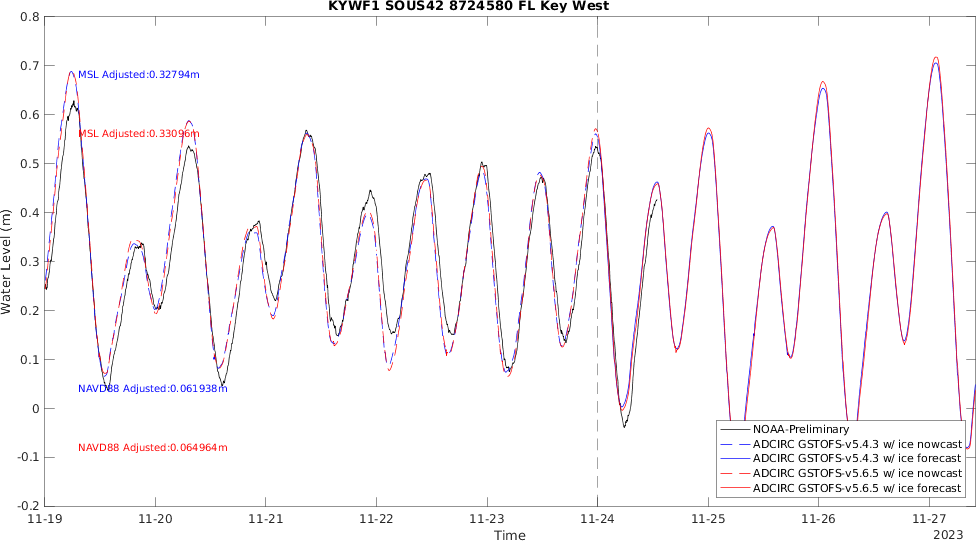 KYWF1 SOUS42 8724580 FL Key West
0.8
0.7
0.6
0.5
0.4
0.3
0.2
0.1
0
-0.1
-0.2
Water Level (m)
MSL Adjusted:0.32794m
MSL Adjusted:0.33096m
NAVD88 Adjusted:0.061938m
NAVD88 Adjusted:0.064964m
NOAA-Preliminary
ADCIRC GSTOFS-v5.4.3 w/ ice nowcast
ADCIRC GSTOFS-v5.4.3 w/ ice forecast
ADCIRC GSTOFS-v5.6.5 w/ ice nowcast
ADCIRC GSTOFS-v5.6.5 w/ ice forecast
11-19 11-20 11-21 11-22 11-23 11-24 11-25 11-26 11-27
Time
2023